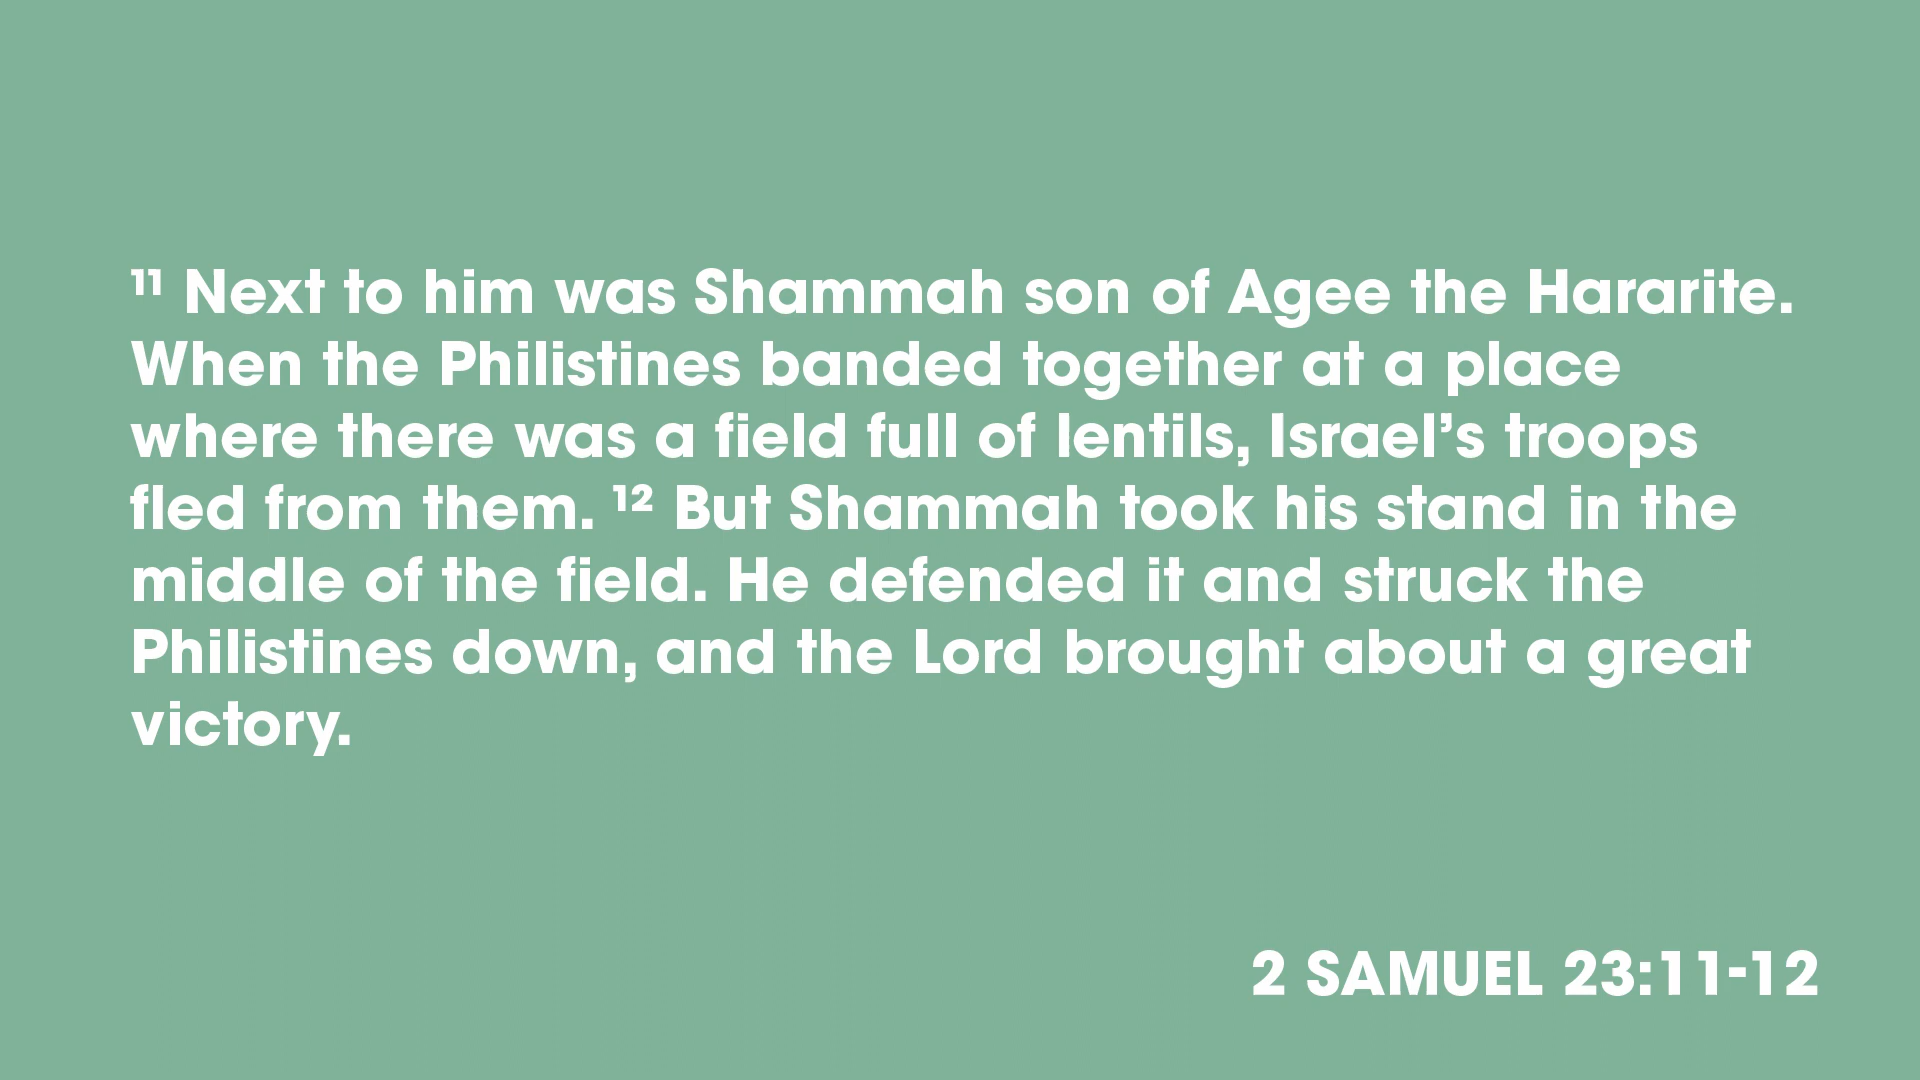 ¹¹ Next to him was Shammah son of Agee the Hararite.
When the Philistines banded together at a place
where there was a field full of lentils, Israel’s troops
fled from them. ¹² But Shammah took his stand in the
middle of the field. He defended it and struck the
Philistines down, and the Lord brought about a great
victory.
2 SAMUEL 23:11-12